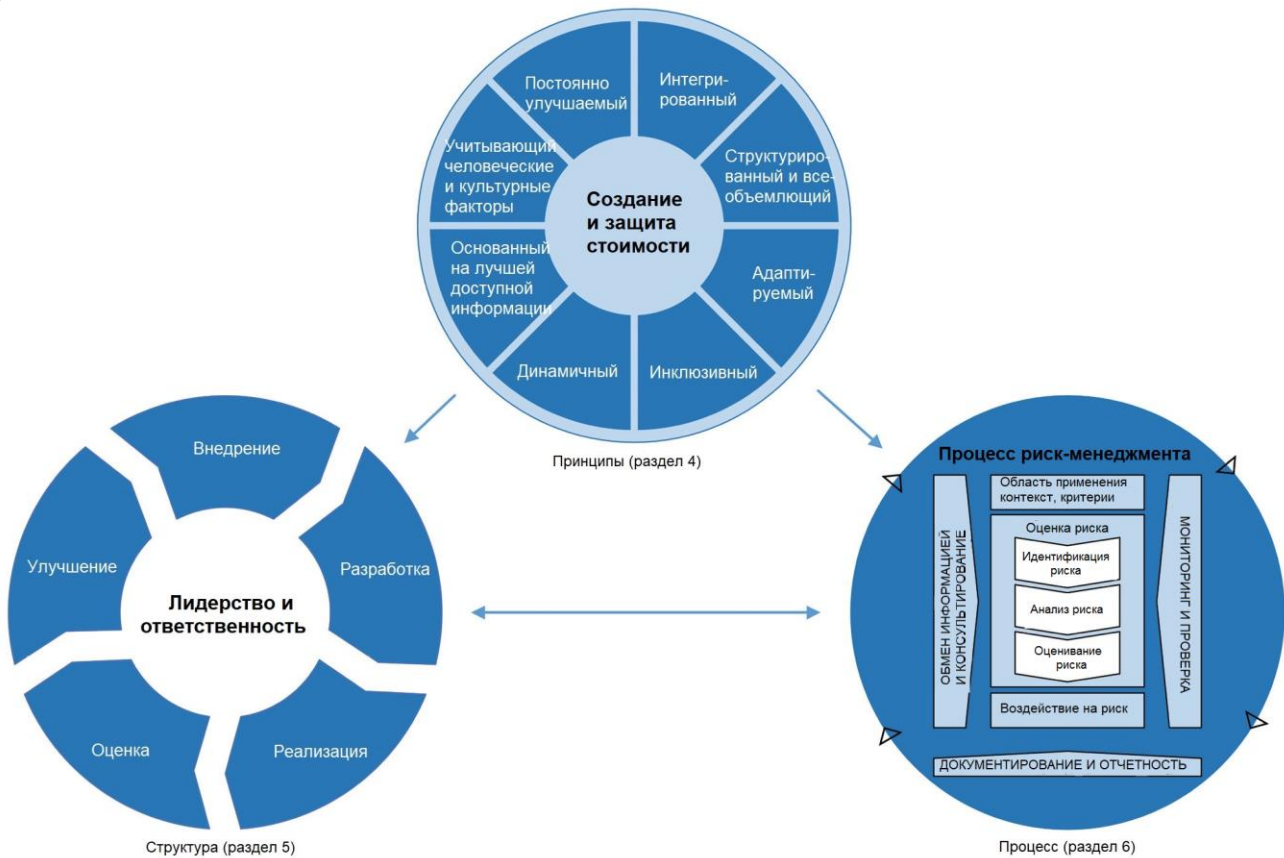 Постоянно
улучшаемый
Интегри-
рованный
Структуриро-
ванный и все-
объемлющий
Адапти-
руемый
Инклюзивный
Динамичный
Основанный
на лучшей
доступной
информации
Учитывающий
человеческие
и культурные
факторы
Создание
и защита
стоимости
Принципы (раздел 4)
Внедрение
Разработка
Реализация
Оценка
Улучшение
Лидерство и
ответственность
Структура (раздел 5)
Процесс риск-менеджмента
Область применения
контекст, критерии
Оценка риска
Идентификация
риска
Анализ риска
Оценивание
риска
Воздействие на риск
ОБМЕН ИНФОРМАЦИЕЙ
И КОНСУЛЬТИРОВАНИЕ
МОНИТОРИНГ И ПРОВЕРКА
ДОКУМЕНТИРОВАНИЕ И ОТЧЕТНОСТЬ
Процесс (раздел 6)